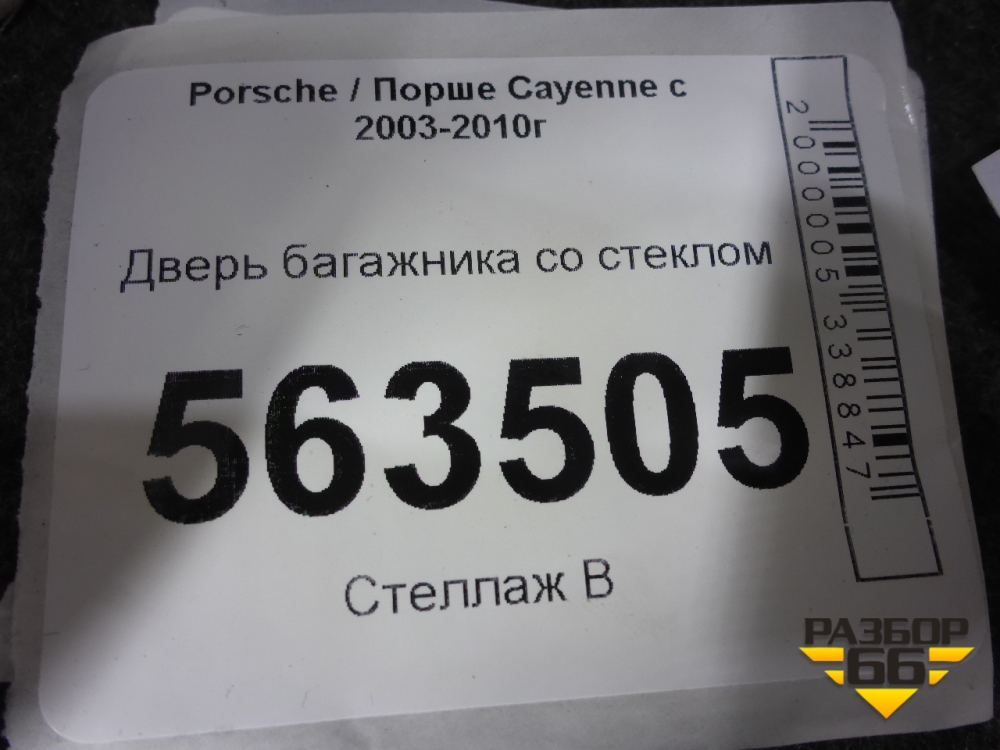 Porsche / Порше Cayenne с
2003-2010г
Дверь багажника со стеклом
563505
Стеллаж В
2000005338847
РАЗБОР
66